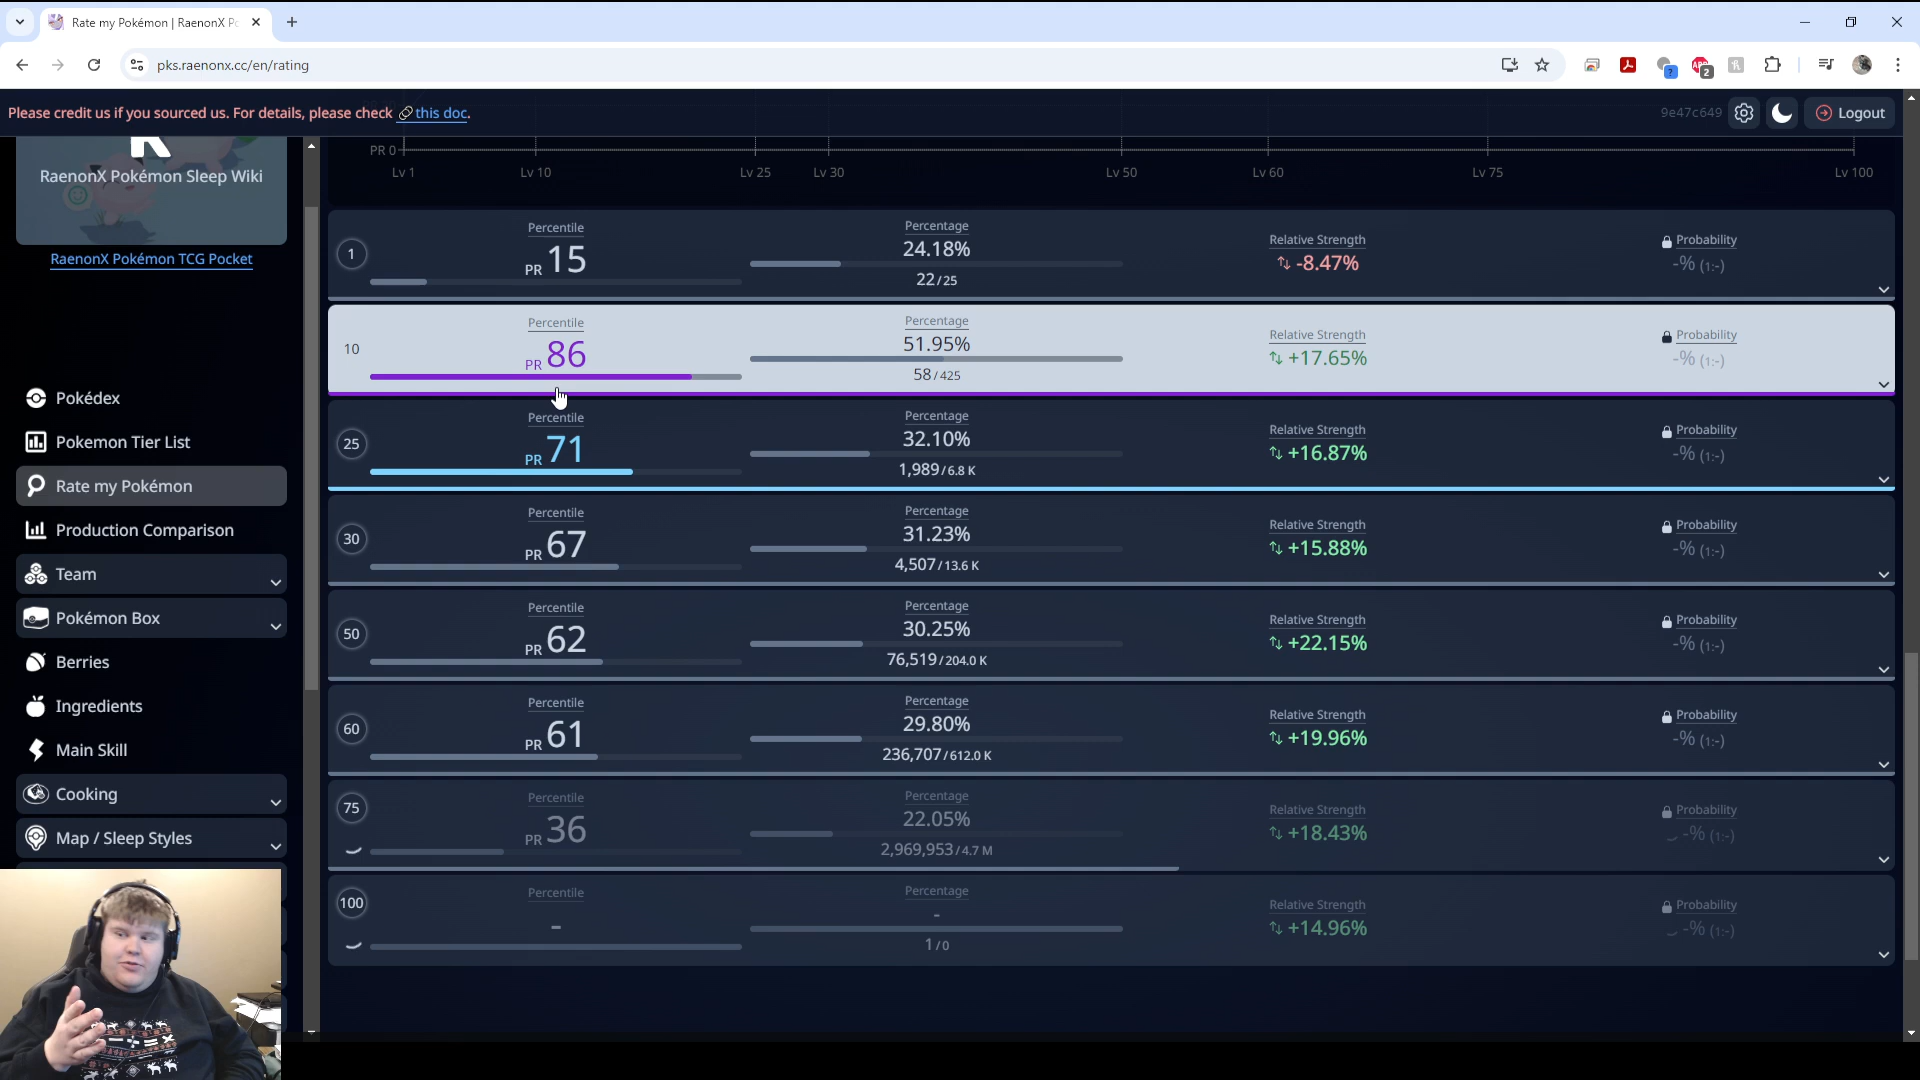 Rate my Pokémon | RaenonX Po
pks.raenonx.cc/en/rating
Please credit us if you sourced us. For details, please check this doc.
9e47c649
Logout
RaenonX Pokémon Sleep Wiki
RaenonX Pokémon TCG Pocket
Pokédex
Pokemon Tier List
Rate my Pokémon
Production Comparison
Team
Pokémon Box
Berries
Ingredients
Main Skill
Cooking
Map / Sleep Styles
PR 0
Lv 1 Lv 10 Lv 25 Lv 30 Lv 50 Lv 60 Lv 75 Lv 100
Percentile Percentage Relative Strength Probability
1 PR 15 24.18% -8.47% -% (1:-)
22/25
Percentile Percentage Relative Strength Probability
10 PR 86 51.95% +17.65% -% (1:-)
58/425
Percentile Percentage Relative Strength Probability
25 PR 71 32.10% +16.87% -% (1:-)
1,989/6.8 K
Percentile Percentage Relative Strength Probability
30 PR 67 31.23% +15.88% -% (1:-)
4,507/13.6 K
Percentile Percentage Relative Strength Probability
50 PR 62 30.25% +22.15% -% (1:-)
76,519/204.0 K
Percentile Percentage Relative Strength Probability
60 PR 61 29.80% +19.96% -% (1:-)
236,707/612.0 K
Percentile Percentage Relative Strength Probability
75 PR 36 22.05% +18.43% -% (1:-)
2,969,953/4.7 M
Percentile Percentage Relative Strength Probability
100 - - +14.96% -% (1:-)
1/0